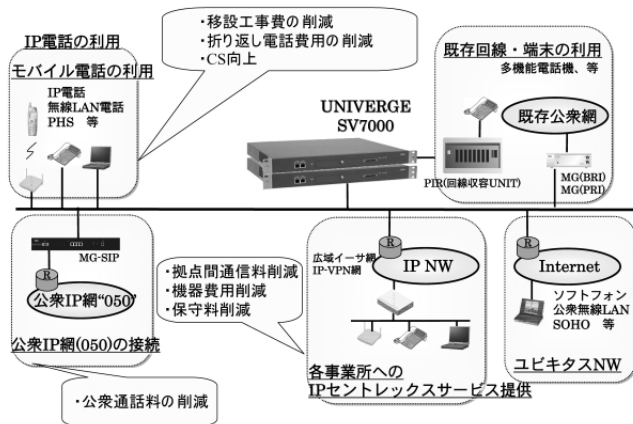 ・移設工事費の削減
・折り返し電話費用の削減
・CS向上
IP電話の利用
モバイル電話の利用
IP電話
無線LAN電話
PHS 等
UNIVERGE
SV7000
既存回線・端末の利用
多機能電話機、等
既存公衆網
PIR(回線収容UNIT)
MG(BRI)
MG(PRI)
MG-SIP
R
公衆IP網“050”
公衆IP網(050)の接続
・公衆通話料の削減
・拠点間通信料削減
・機器費用削減
・保守料削減
R
広域イーサ網
IP-VPN網
IP NW
各事業所への
IPセントレックスサービス提供
R
Internet
ソフトフォン
公衆無線LAN
SOHO 等
ユビキタスNW